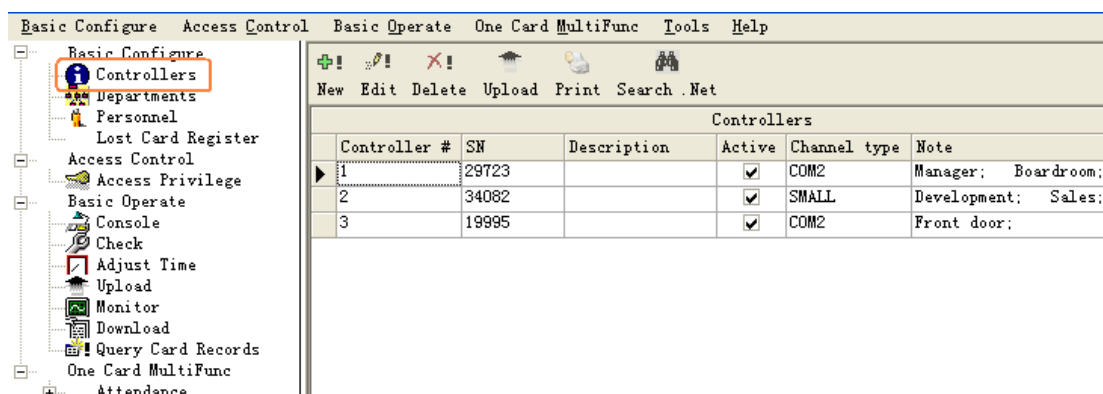 Basic Configure Access Control Basic Operate One Card MultiFunc Tools Help
Basic Configure
Controllers
Departments
Personnel
Lost Card Register
Access Control
Access Privilege
Basic Operate
Console
Check
Adjust Time
Upload
Monitor
Download
Query Card Records
One Card MultiFunc
Attendance
New Edit Delete Upload Print Search .Net
Controllers
Controller # SN Description Active Channel type Note
1 29723 COM2 Manager; Boardroom;
2 34082 SMALL Development; Sales;
3 19995 COM2 Front door;